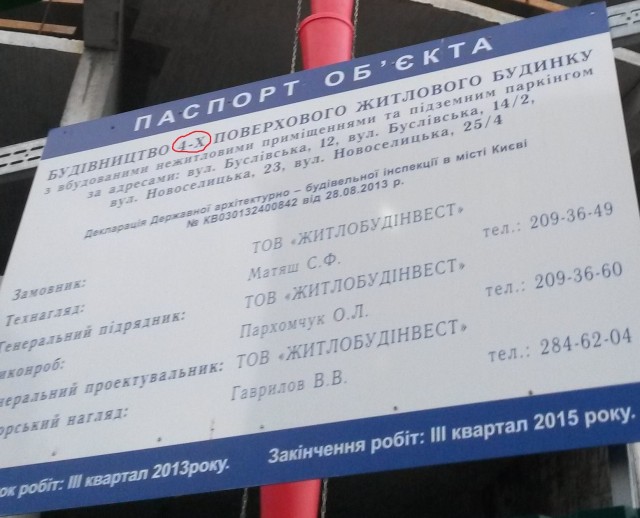 ПАСПОРТ ОБ'ЄКТА
БУДІВНИЦТВО 4-Х ПОВЕРХОВОГО ЖИТЛОВОГО БУДИНКУ
з вбудованими нежитловими приміщеннями та підземним паркінгом
за адресами: вул. Буслівська, 12, вул. Буслівська, 14/2,
вул. Новоселицька, 23, вул. Новоселицька, 25/4
Декларація Державної архітектурно – будівельної інспекції в місті Києві
№ КВ030132400842 від 28.08.2013 р.
Замовник: ТОВ «ЖИТЛОБУДІНВЕСТ»
Технагляд: Матяш С.Ф. тел.: 209-36-49
Генеральний підрядник: ТОВ «ЖИТЛОБУДІНВЕСТ»
иконроб: Пархомчук О.Л. тел.: 209-36-60
неральний проектувальник: ТОВ «ЖИТЛОБУДІНВЕСТ»
орський нагляд: Гаврилов В.В. тел.: 284-62-04
ок робіт: III квартал 2013року. Закінчення робіт: III квартал 2015 року.